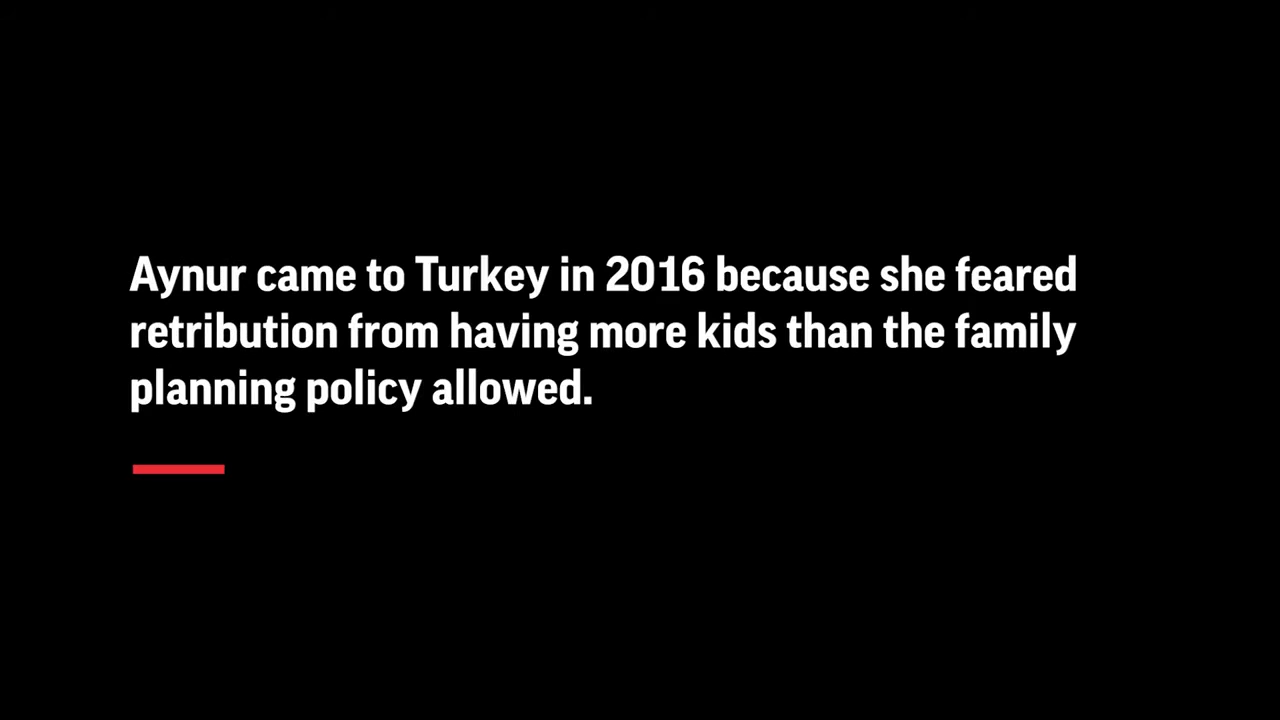 Aynur came to Turkey in 2016 because she feared
retribution from having more kids than the family
planning policy allowed.